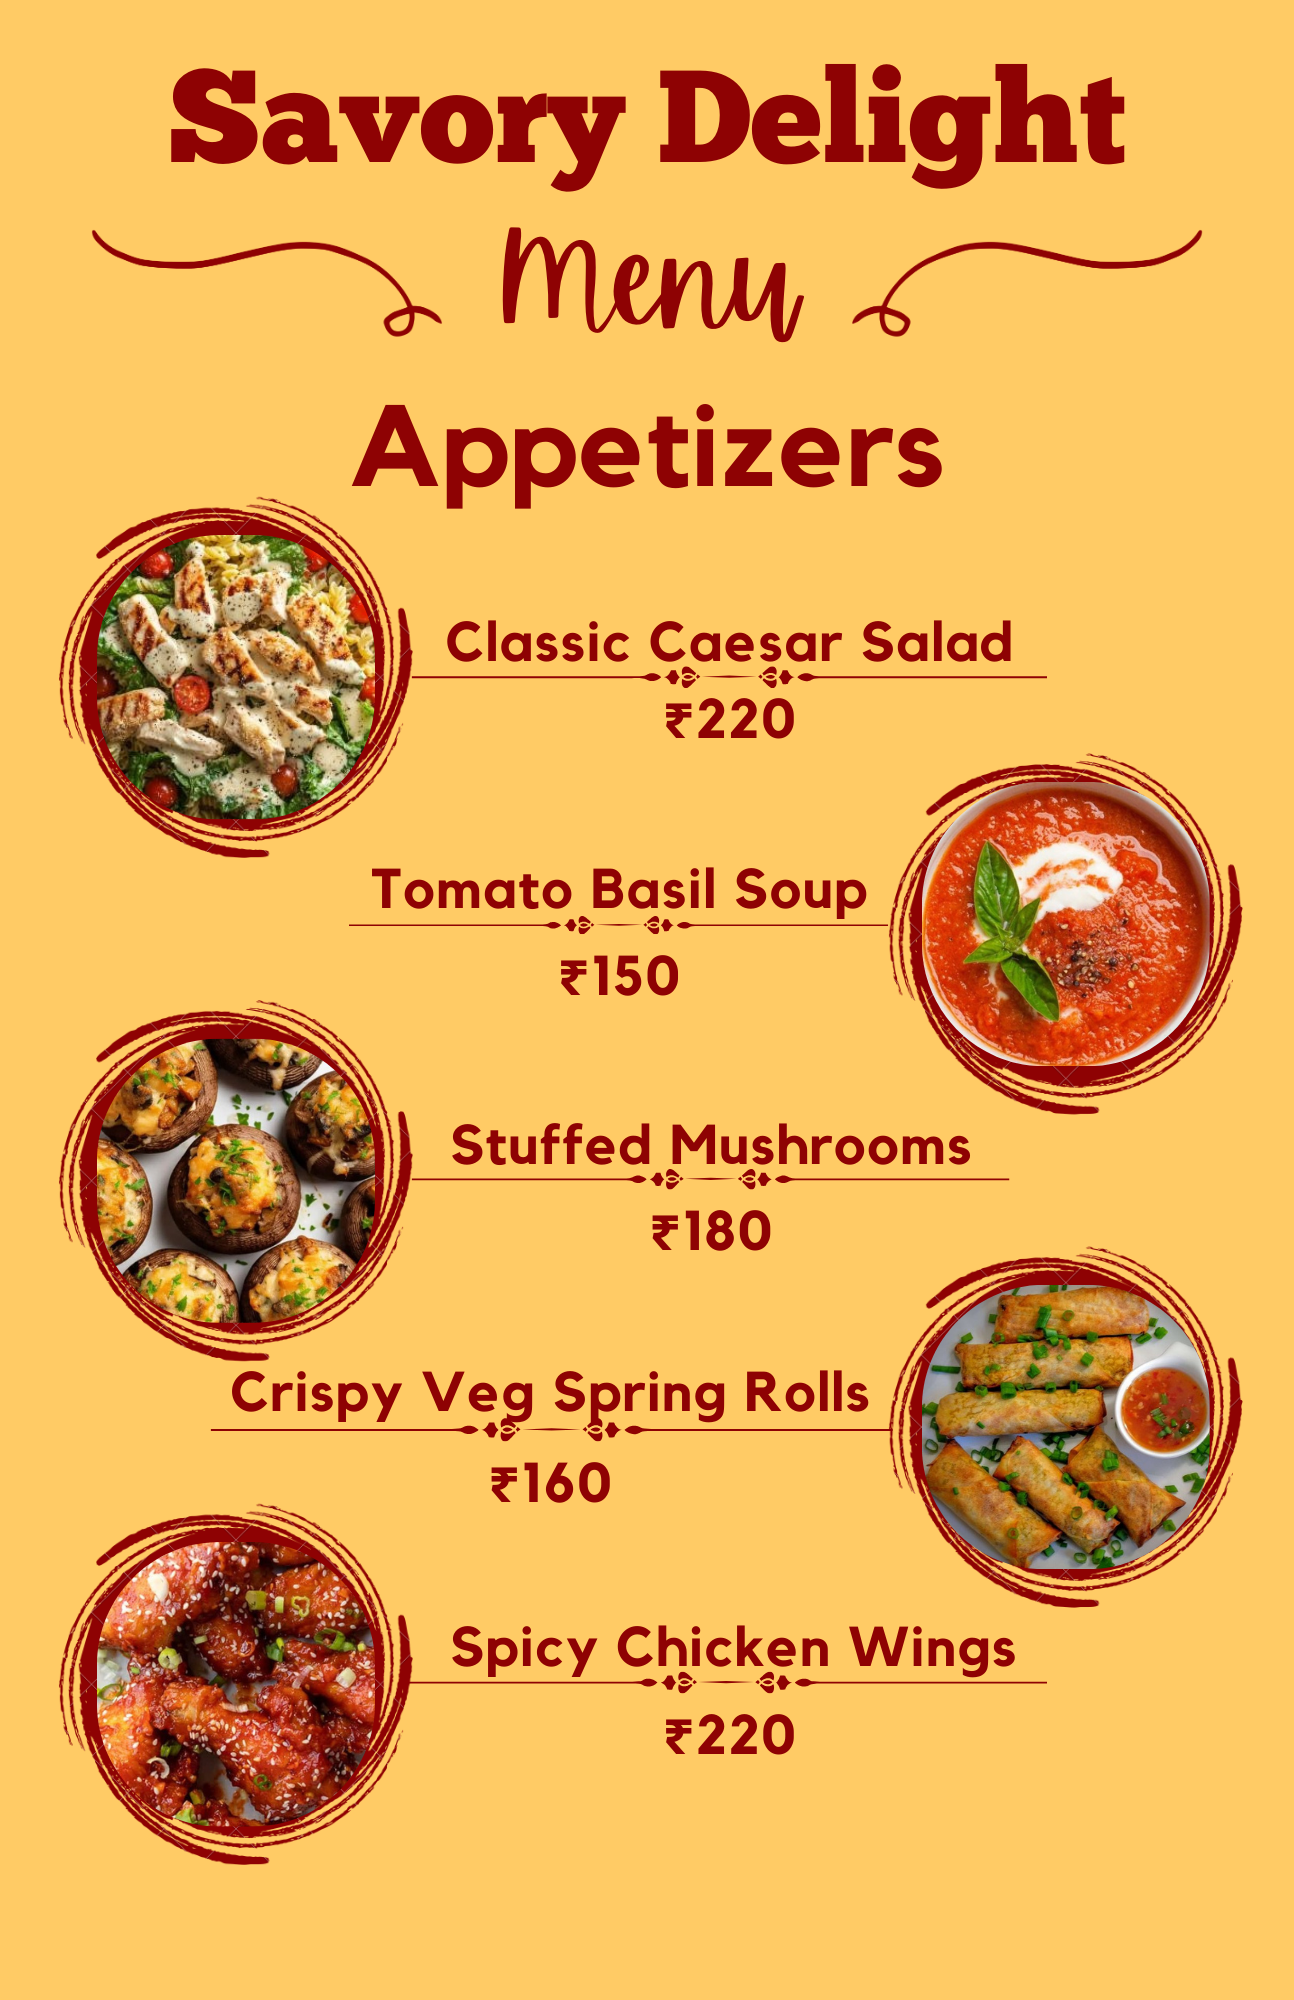 Savory Delight
Menu
Appetizers
Classic Caesar Salad
₹220
Tomato Basil Soup
₹150
Stuffed Mushrooms
₹180
Crispy Veg Spring Rolls
₹160
Spicy Chicken Wings
₹220